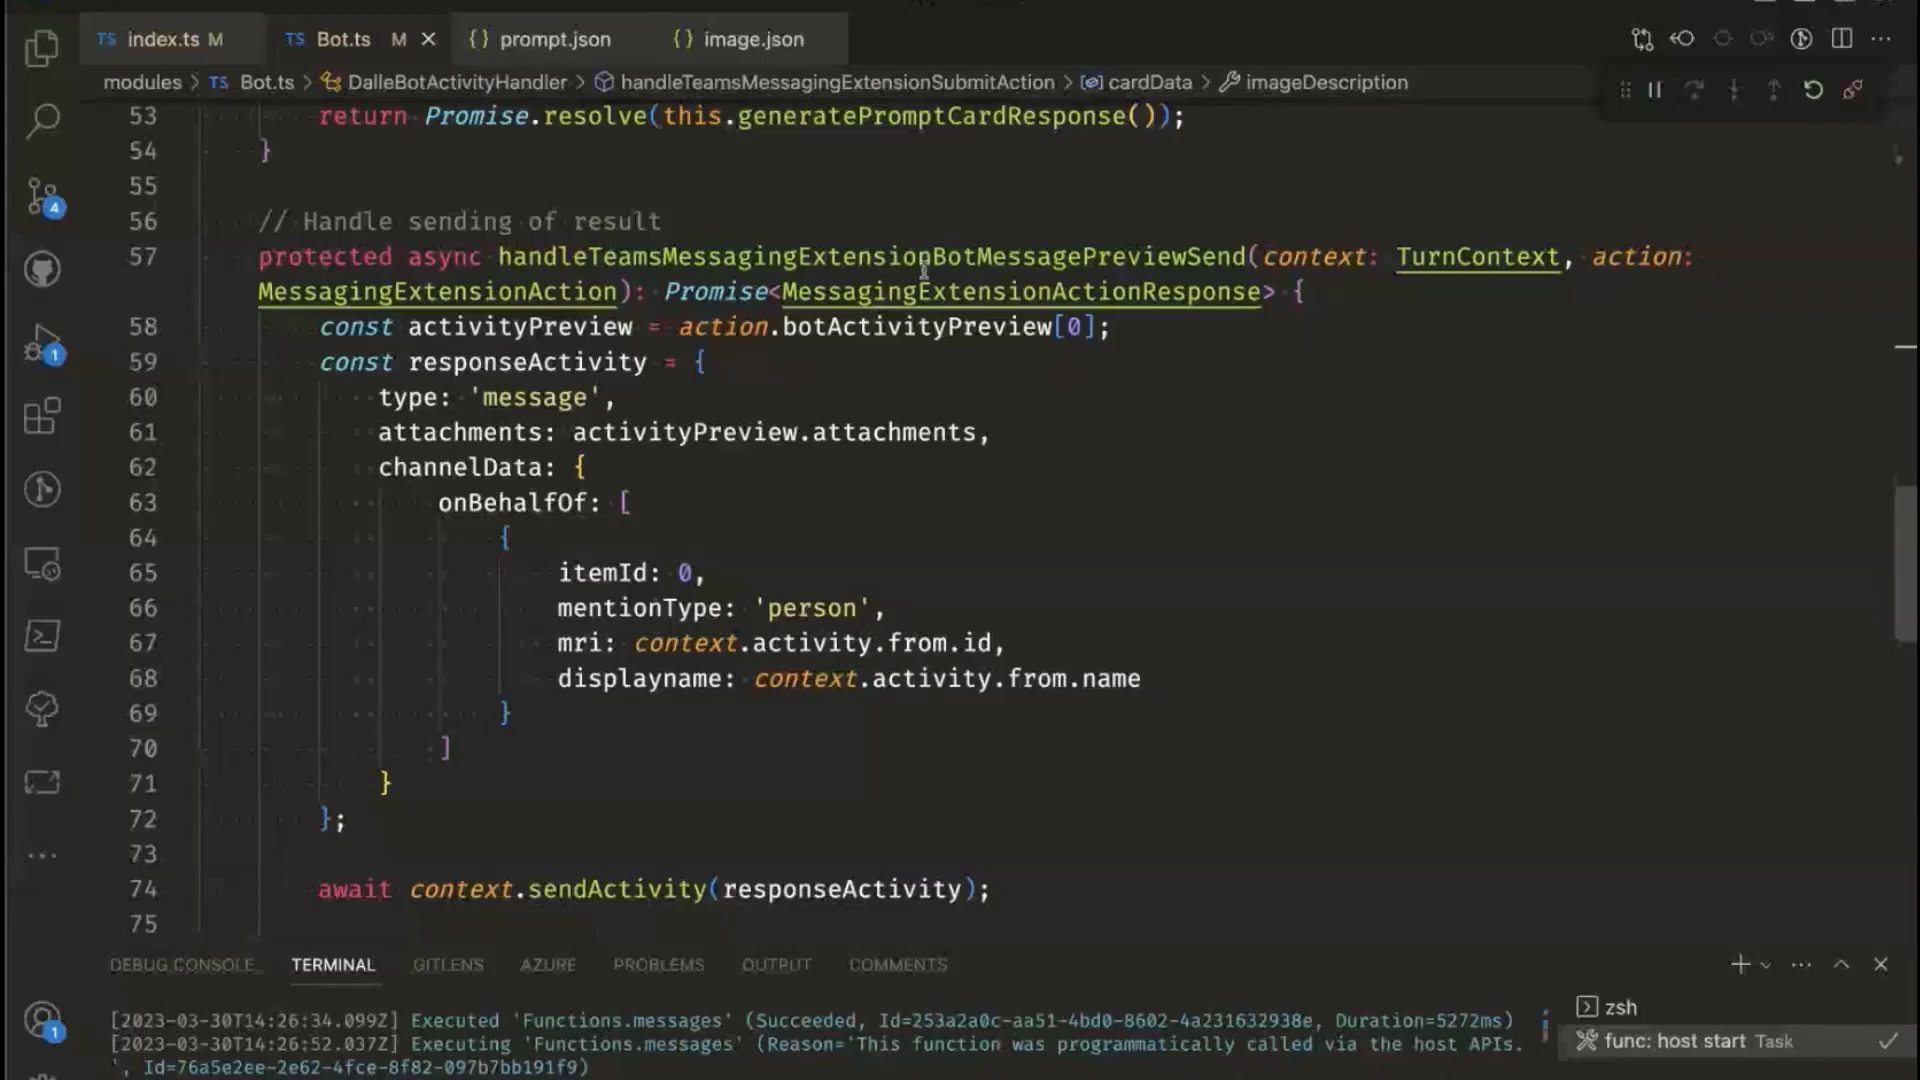 TS index.ts M TS Bot.ts M {} prompt.json {} image.json
modules > TS Bot.ts > DalleBotActivityHandler > handleTeamsMessagingExtensionSubmitAction > cardData > imageDescription
53 return Promise.resolve(this.generatePromptCardResponse());
54 }
55
56 // Handle sending of result
57 protected async handleTeamsMessagingExtensionBotMessagePreviewSend(context: TurnContext, action:
MessagingExtensionAction): Promise<MessagingExtensionActionResponse> {
58 const activityPreview = action.botActivityPreview[0];
59 const responseActivity = {
60 type: 'message',
61 attachments: activityPreview.attachments,
62 channelData: {
63 onBehalfOf: [
64 {
65 itemId: 0,
66 mentionType: 'person',
67 mri: context.activity.from.id,
68 displayname: context.activity.from.name
69 }
70 ]
71 }
72 };
73
74 await context.sendActivity(responseActivity);
75
4
1
1
DEBUG CONSOLE TERMINAL GITLENS AZURE PROBLEMS OUTPUT COMMENTS
[2023-03-30T14:26:34.099Z] Executed 'Functions.messages' (Succeeded, Id=253a2a0c-aa51-4bd0-8602-4a231632938e, Duration=5272ms)
[2023-03-30T14:26:52.037Z] Executing 'Functions.messages' (Reason='This function was programmatically called via the host APIs.
', Id=76a5e2ee-2e62-4fce-8f82-097b7bb191f9)
zsh
func: host start Task